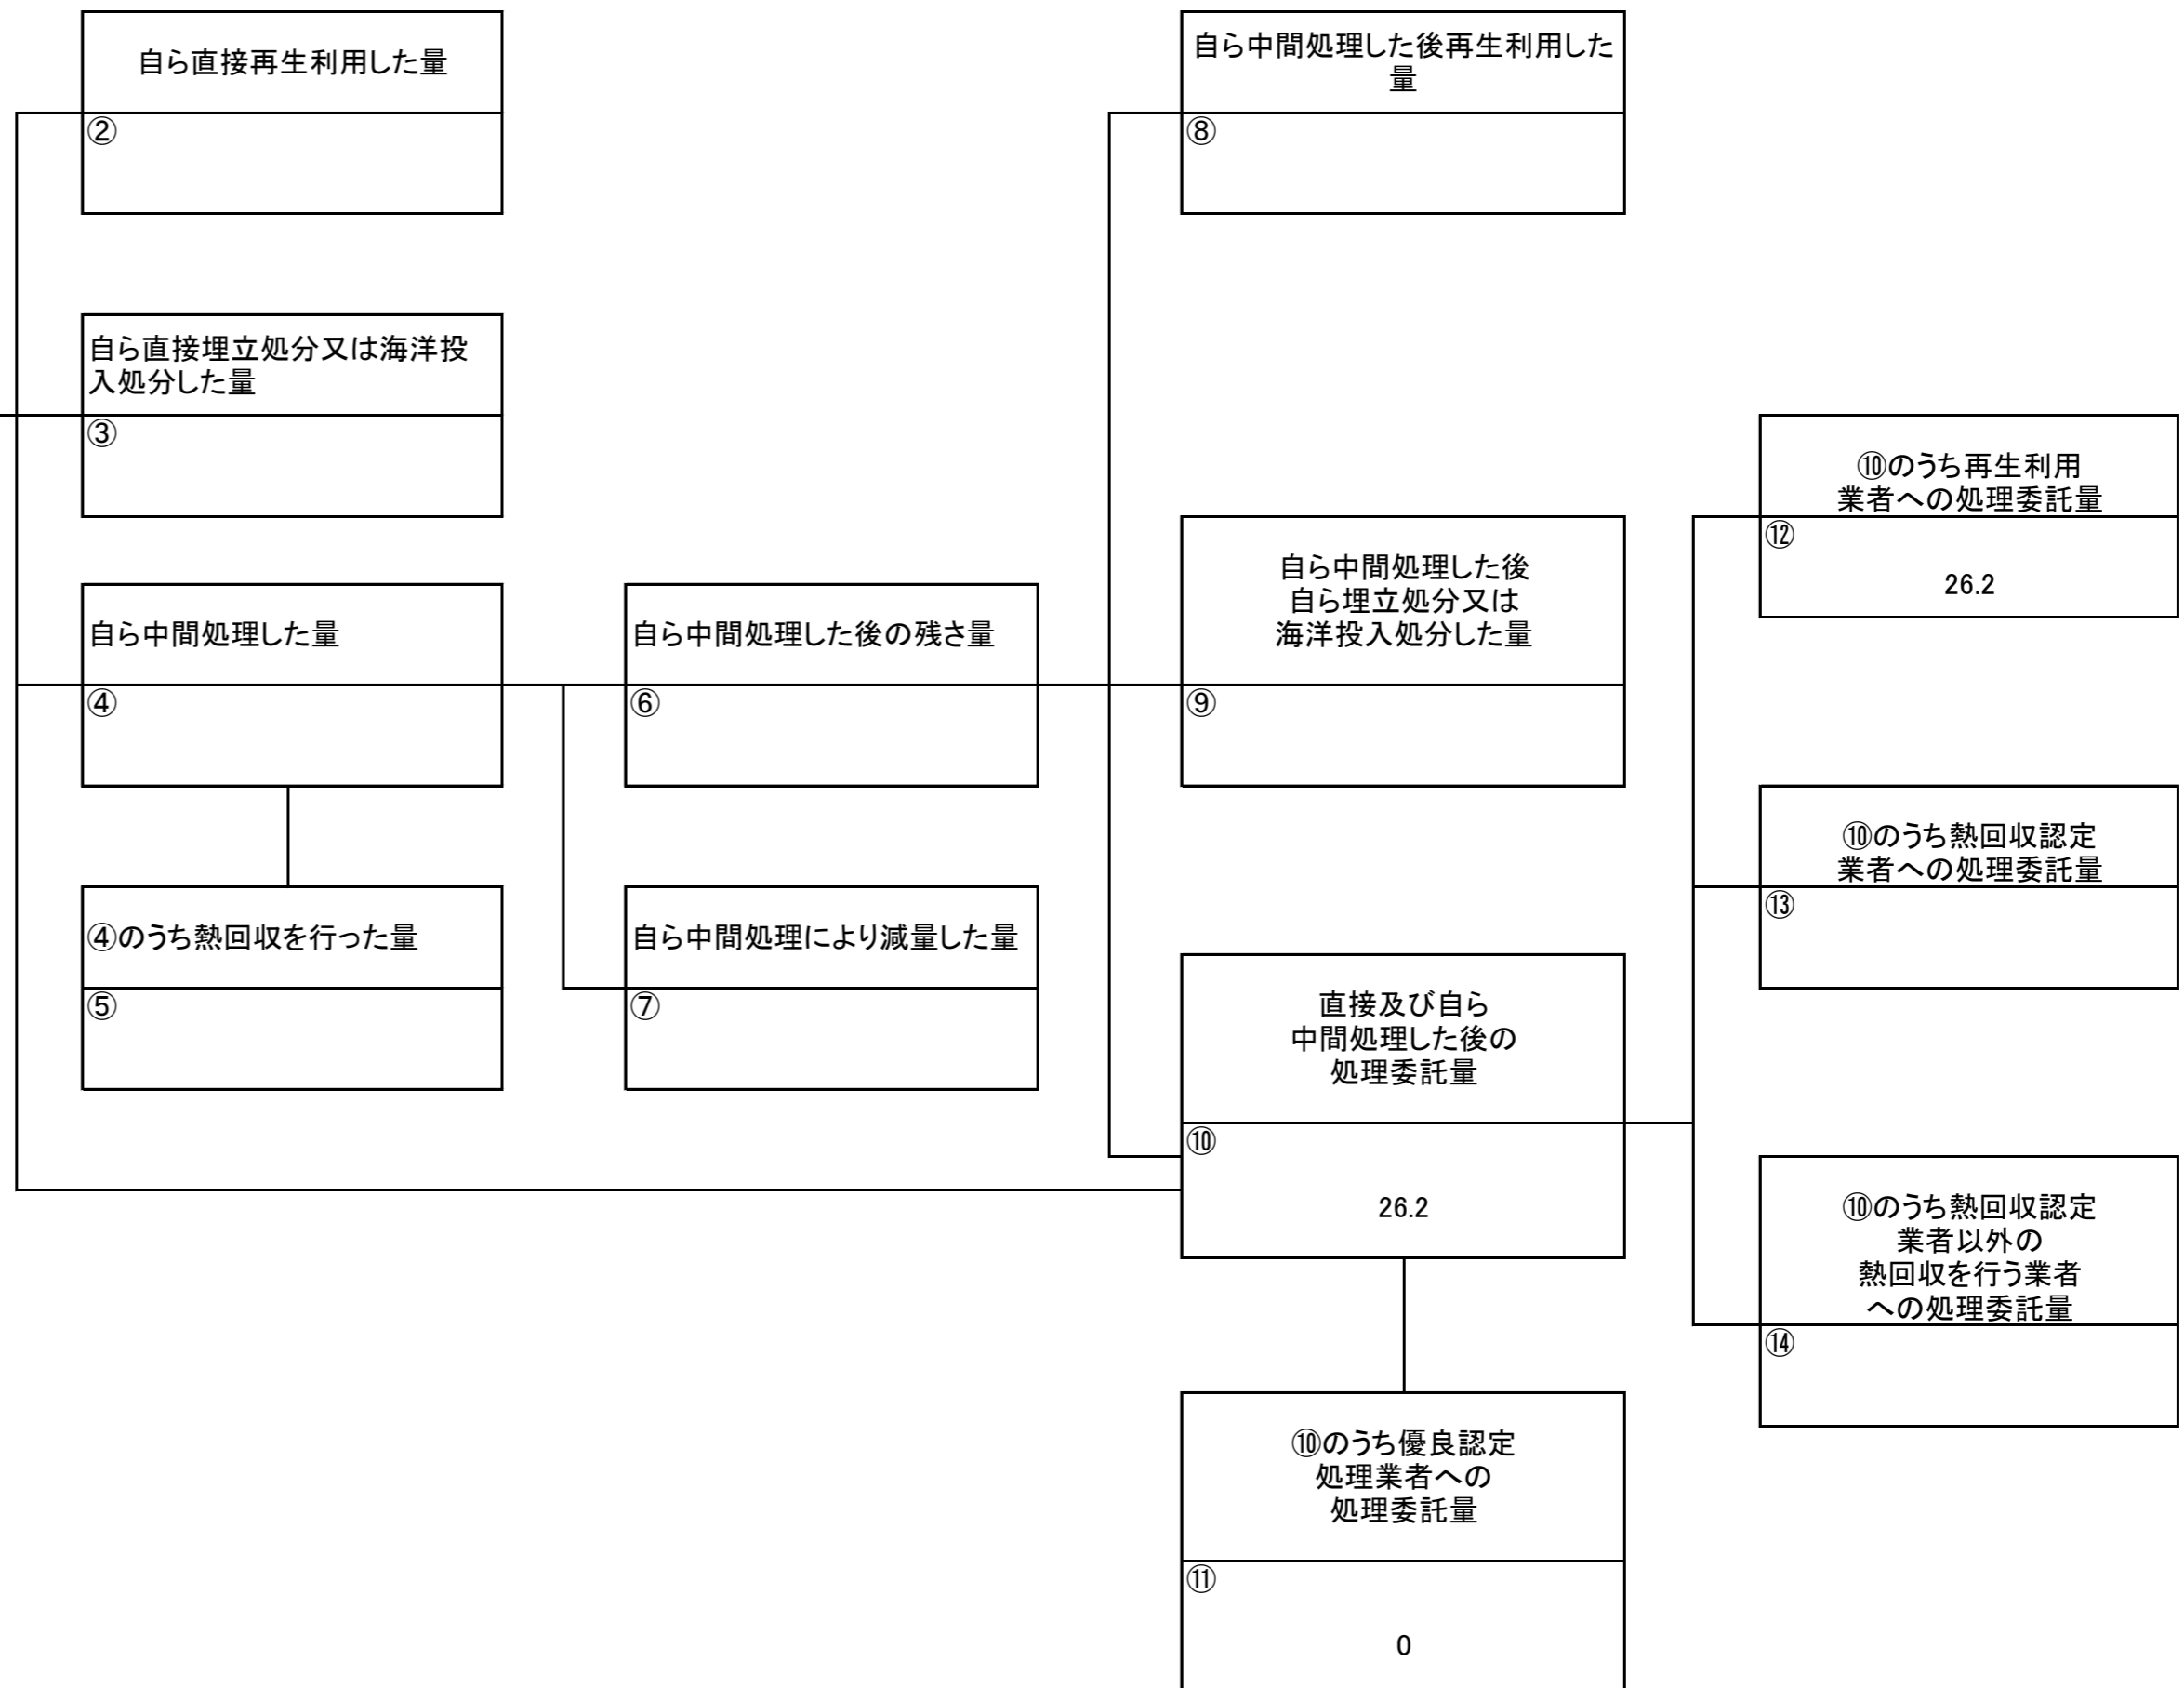 自ら直接再生利用した量
②
自ら中間処理した後再生利用した
量
⑧
自ら直接埋立処分又は海洋投
入処分した量
③
⑩のうち再生利用
業者への処理委託量
⑫
26.2
自ら中間処理した量
④
自ら中間処理した後の残さ量
⑥
自ら中間処理した後
自ら埋立処分又は
海洋投入処分した量
⑨
⑩のうち熱回収認定
業者への処理委託量
⑬
④のうち熱回収を行った量
⑤
自ら中間処理により減量した量
⑦
直接及び自ら
中間処理した後の
処理委託量
⑩
26.2
⑩のうち熱回収認定
業者以外の
熱回収を行う業者
への処理委託量
⑭
⑩のうち優良認定
処理業者への
処理委託量
⑪
0